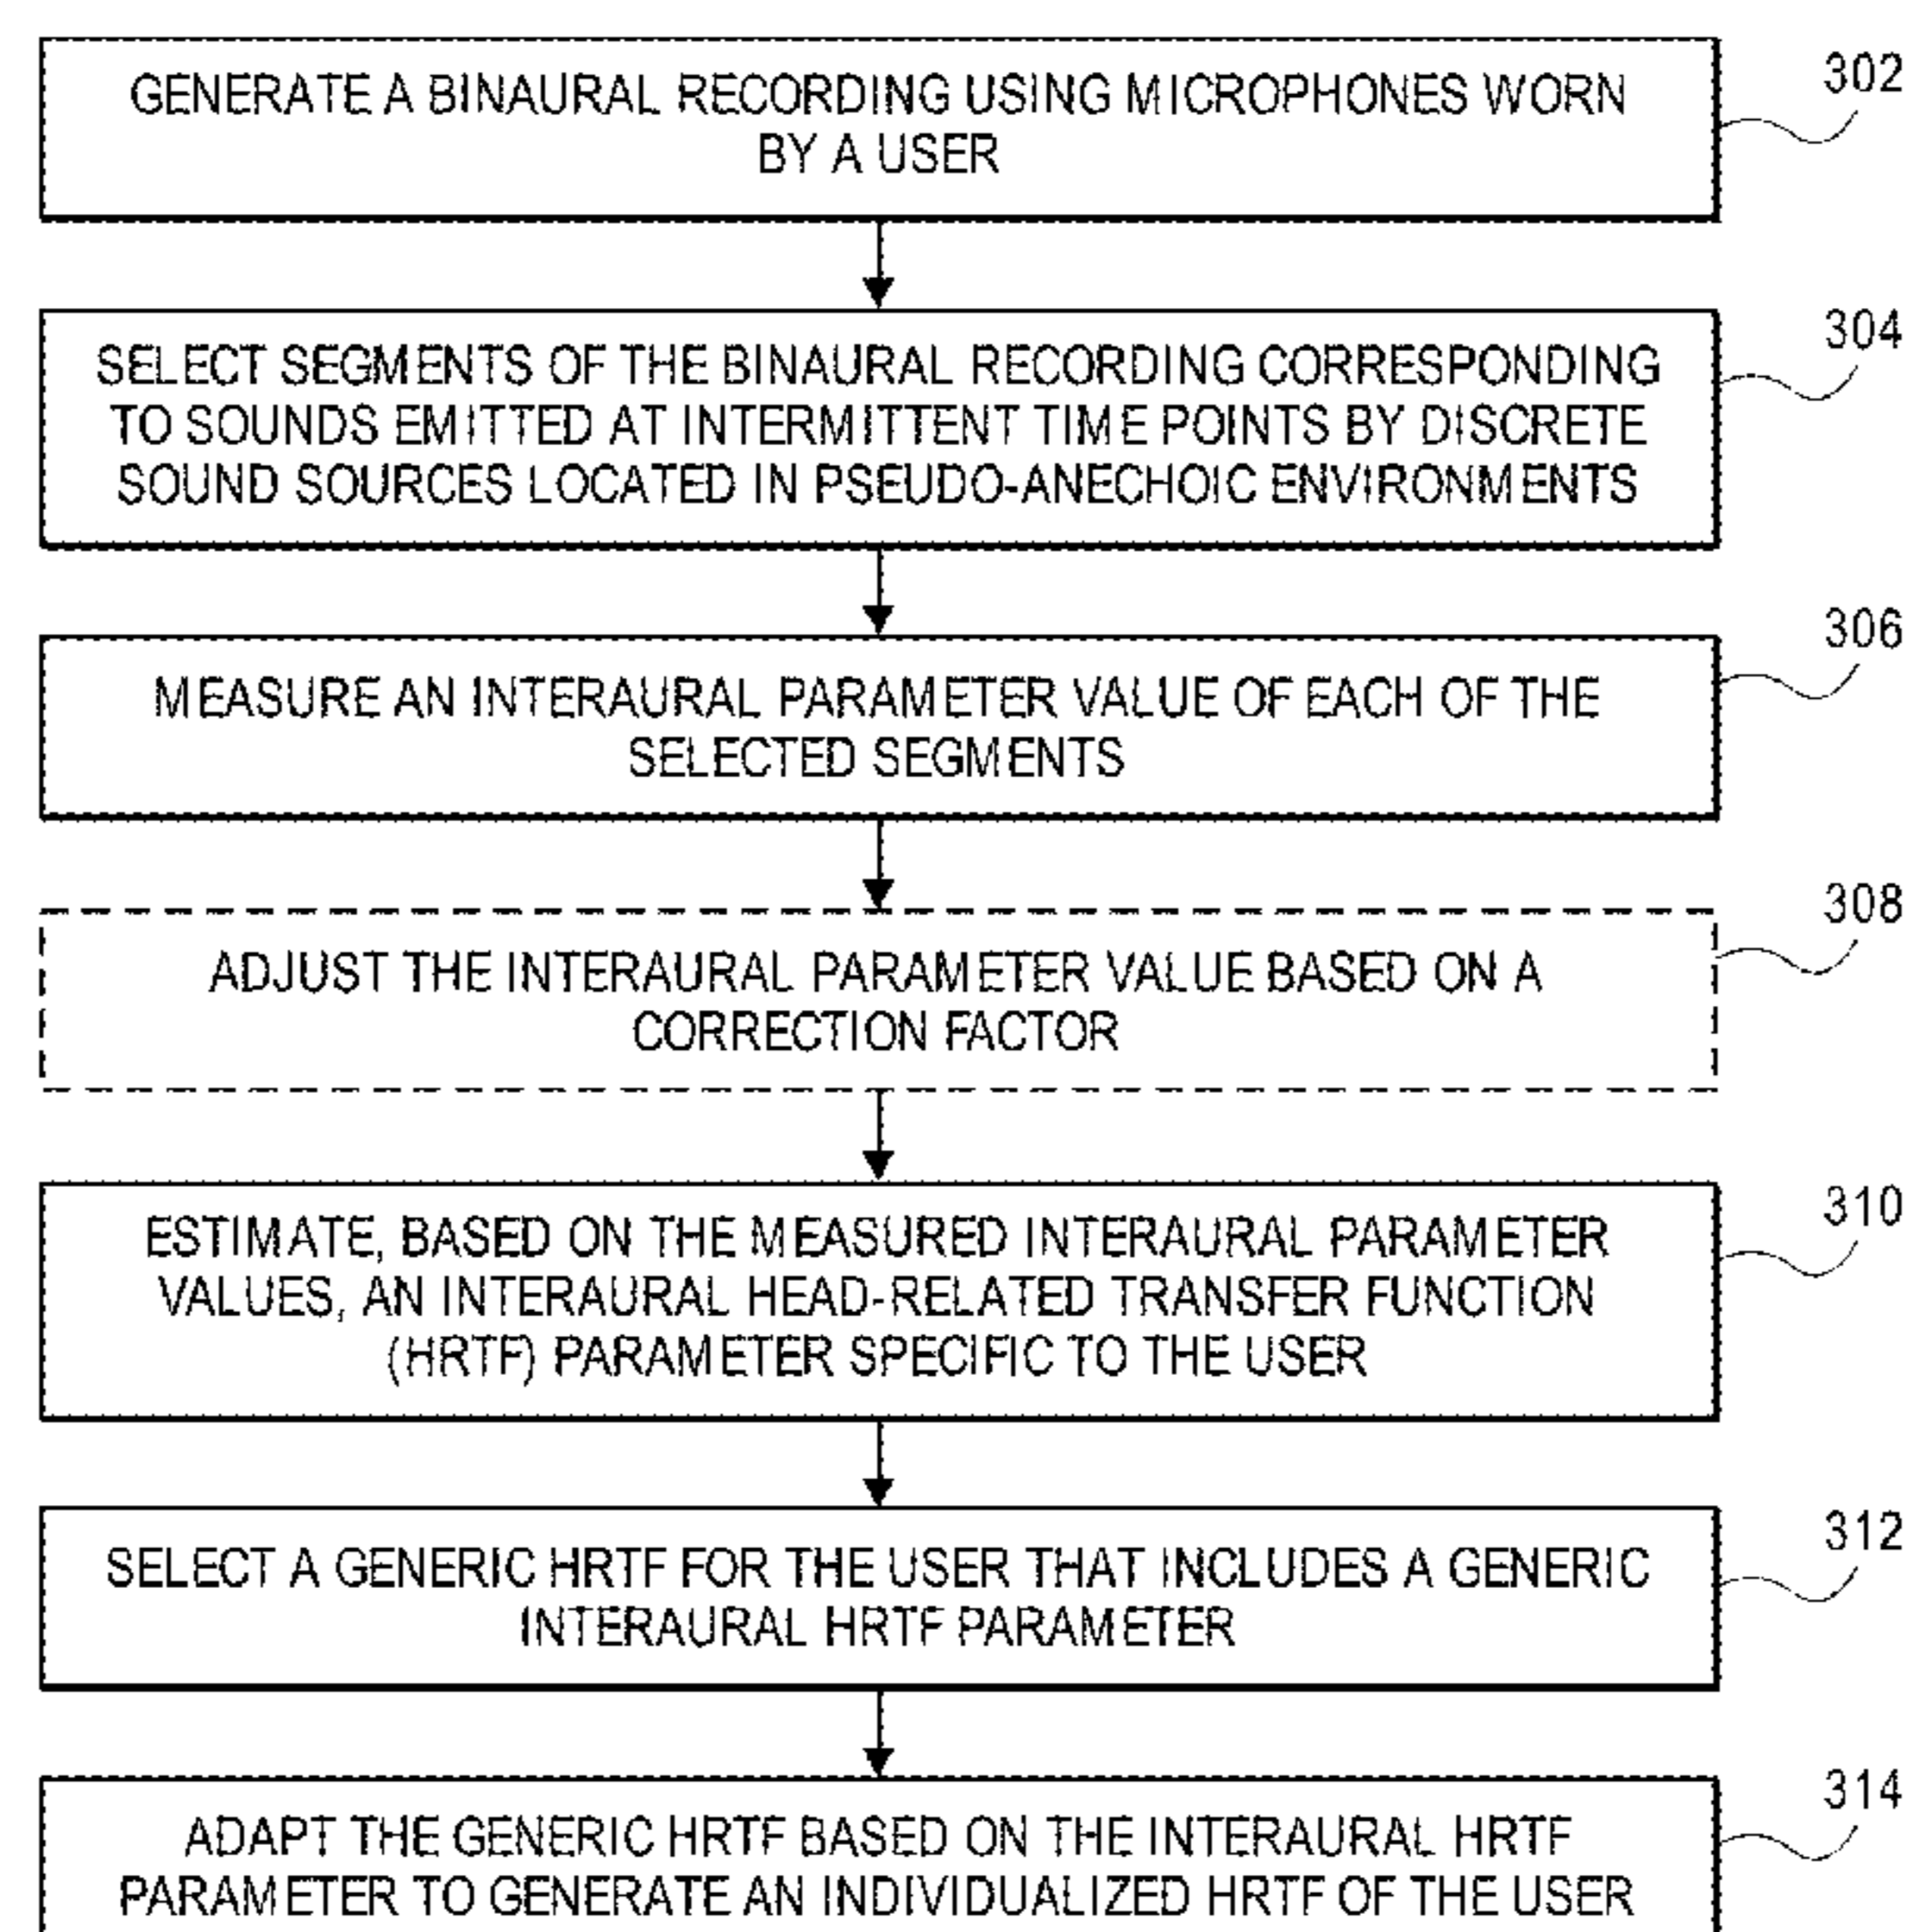 GENERATE A BINAURAL RECORDING USING MICROPHONES WORN
BY A USER
302
SELECT SEGMENTS OF THE BINAURAL RECORDING CORRESPONDING
TO SOUNDS EMITTED AT INTERMITTENT TIME POINTS BY DISCRETE
SOUND SOURCES LOCATED IN PSEUDO-ANECHOIC ENVIRONMENTS
304
MEASURE AN INTERAURAL PARAMETER VALUE OF EACH OF THE
SELECTED SEGMENTS
306
ADJUST THE INTERAURAL PARAMETER VALUE BASED ON A
CORRECTION FACTOR
308
ESTIMATE, BASED ON THE MEASURED INTERAURAL PARAMETER
VALUES, AN INTERAURAL HEAD-RELATED TRANSFER FUNCTION
(HRTF) PARAMETER SPECIFIC TO THE USER
310
SELECT A GENERIC HRTF FOR THE USER THAT INCLUDES A GENERIC
INTERAURAL HRTF PARAMETER
312
ADAPT THE GENERIC HRTF BASED ON THE INTERAURAL HRTF
PARAMETER TO GENERATE AN INDIVIDUALIZED HRTF OF THE USER
314